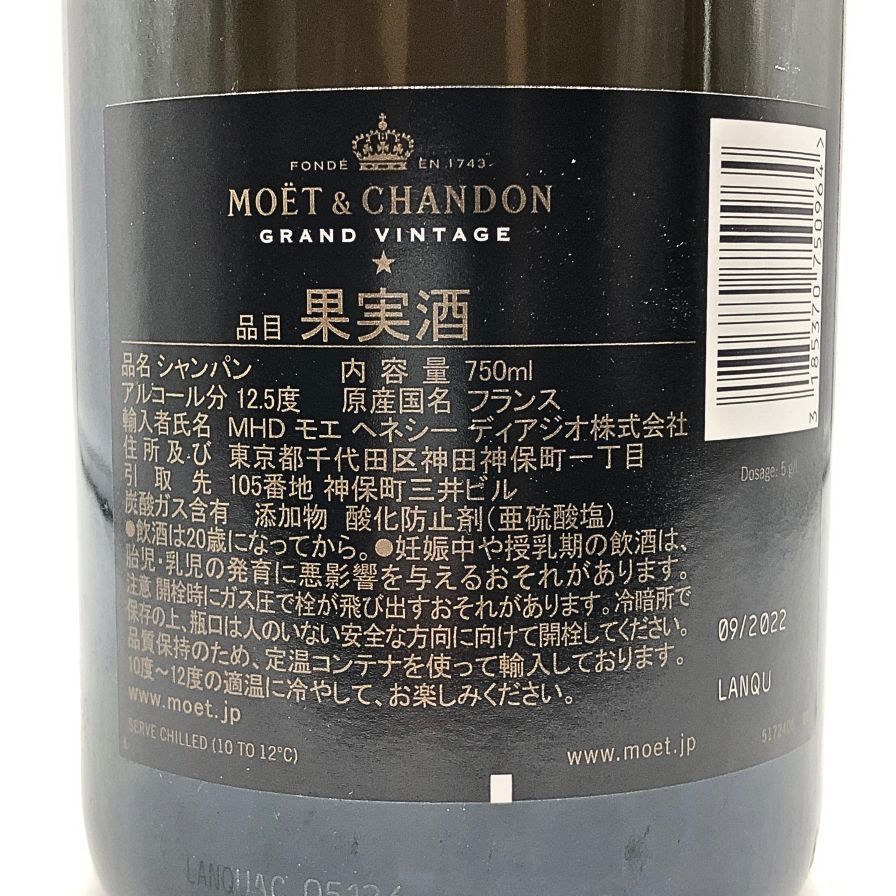 FONDÉ EN 1743
MOËT & CHANDON
GRAND VINTAGE
品目 果実酒
品名 シャンパン 内容量 750ml
アルコール分 12.5度 原産国名 フランス
輸入者氏名 MHD モエ ヘネシー ディアジオ株式会社
住所及び 東京都千代田区神田神保町一丁目
引取先 105番地 神保町三井ビル
炭酸ガス含有 添加物 酸化防止剤(亜硫酸塩)
●飲酒は20歳になってから。●妊娠中や授乳期の飲酒は、
胎児・乳児の発育に悪影響を与えるおそれがあります。
注意 開栓時にガス圧で栓が飛び出すおそれがあります。冷暗所で
保存の上、瓶口は人のいない安全な方向に向けて開栓してください。
品質保持のため、定温コンテナを使って輸入しております。
10度〜12度の適温に冷やして、お楽しみください。
www.moet.jp
SERVE CHILLED (10 TO 12°C)
www.moet.jp
3 185370 750964 >
Dosage: 5 g/l
09/2022
LANQU